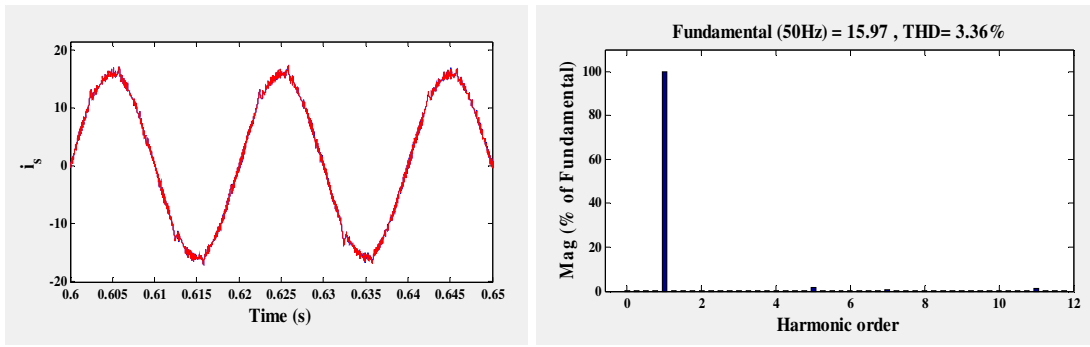 20
10
0
-10
-20
i_s
0.6 0.605 0.61 0.615 0.62 0.625 0.63 0.635 0.64 0.645 0.65
Time (s)
Fundamental (50Hz) = 15.97 , THD= 3.36%
100
80
60
40
20
0
Mag (% of Fundamental)
0 2 4 6 8 10 12
Harmonic order